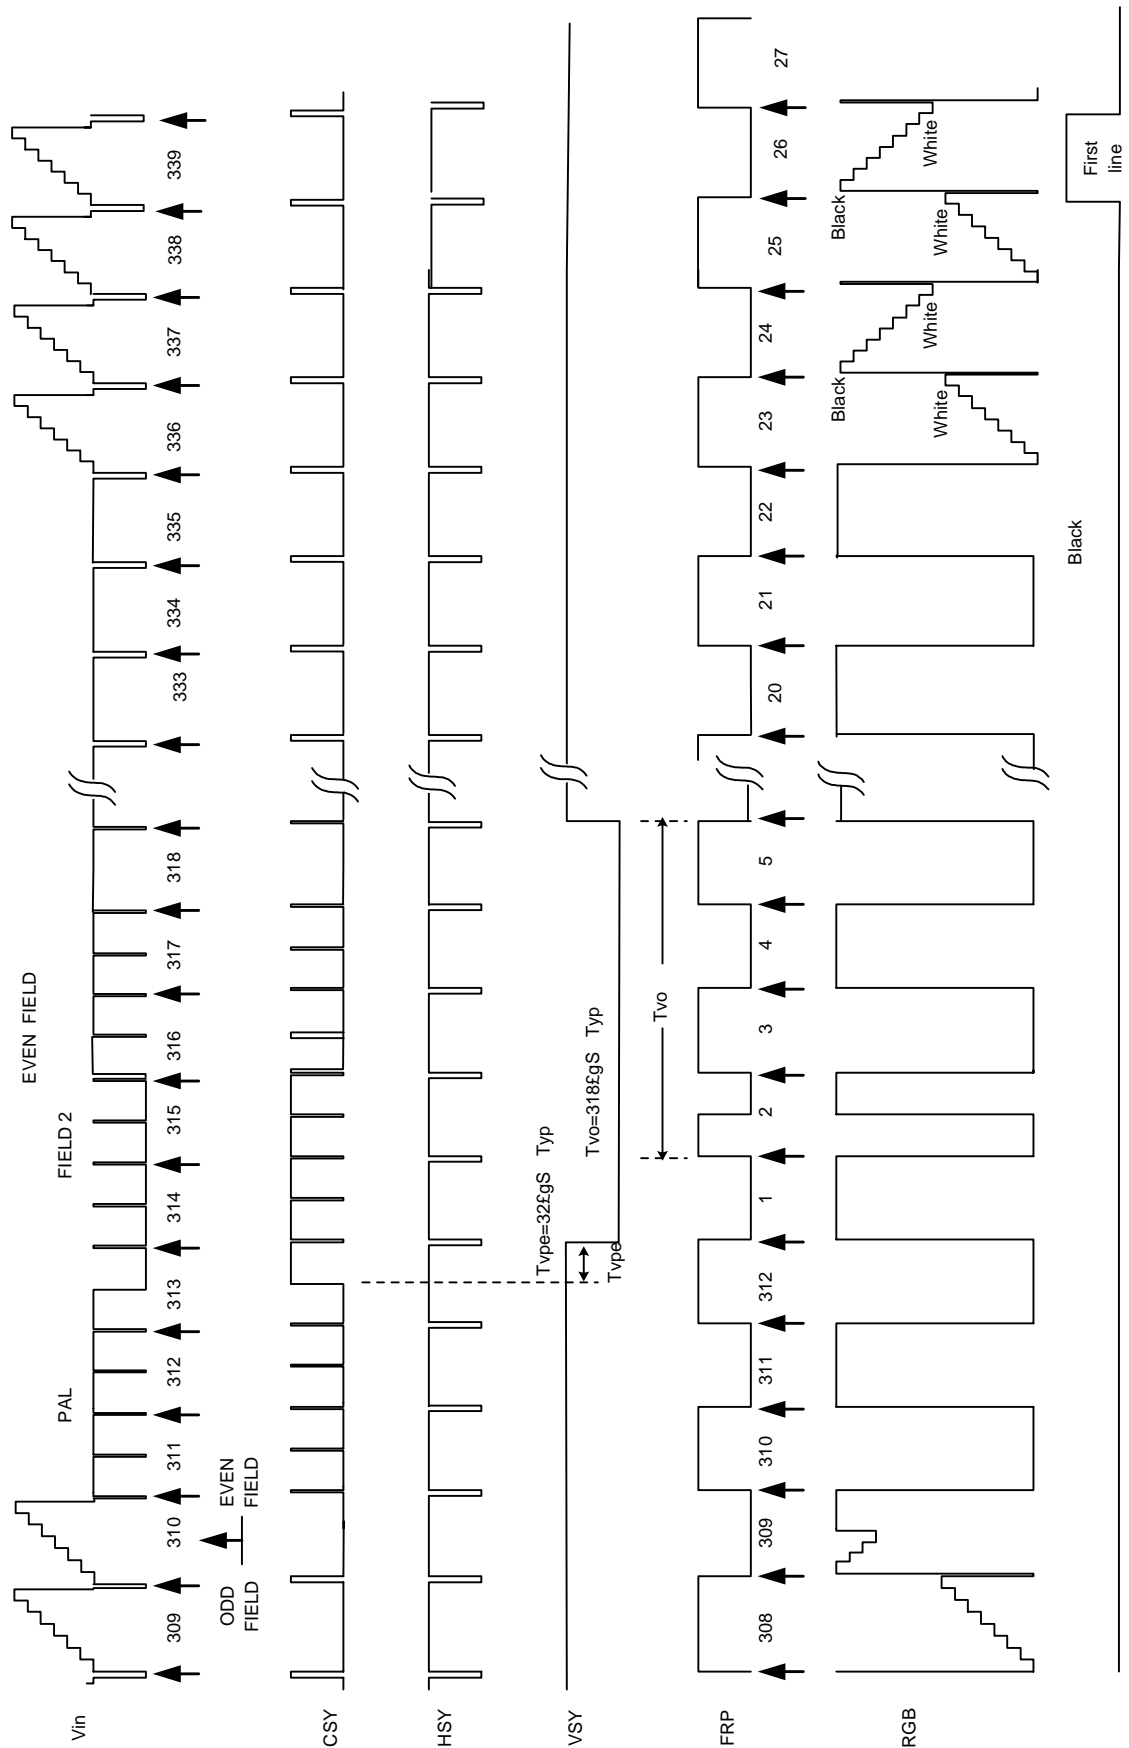 EVEN FIELD
PAL
FIELD 2
Vin
309
310
311
312
313
314
315
316
317
318
333
334
335
336
337
338
339
ODD
FIELD
EVEN
FIELD
CSY
HSY
Tvpe=32£gS Typ
VSY
Tvo=318£gS Typ
Tvpe
Tvo
FRP
308
309
310
311
312
1
2
3
4
5
20
21
22
23
24
25
26
27
RGB
Black
Black
White
White
White
White
Black
First
line